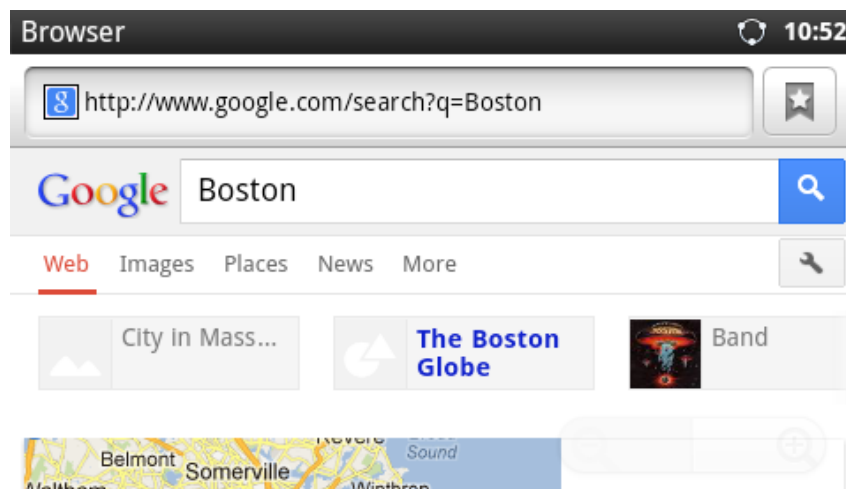 Browser 10:52
http://www.google.com/search?q=Boston
Google Boston
Web Images Places News More
City in Mass...
The Boston
Globe
Band
Revere
Sound
Belmont
Somerville
Waltham
Winthrop